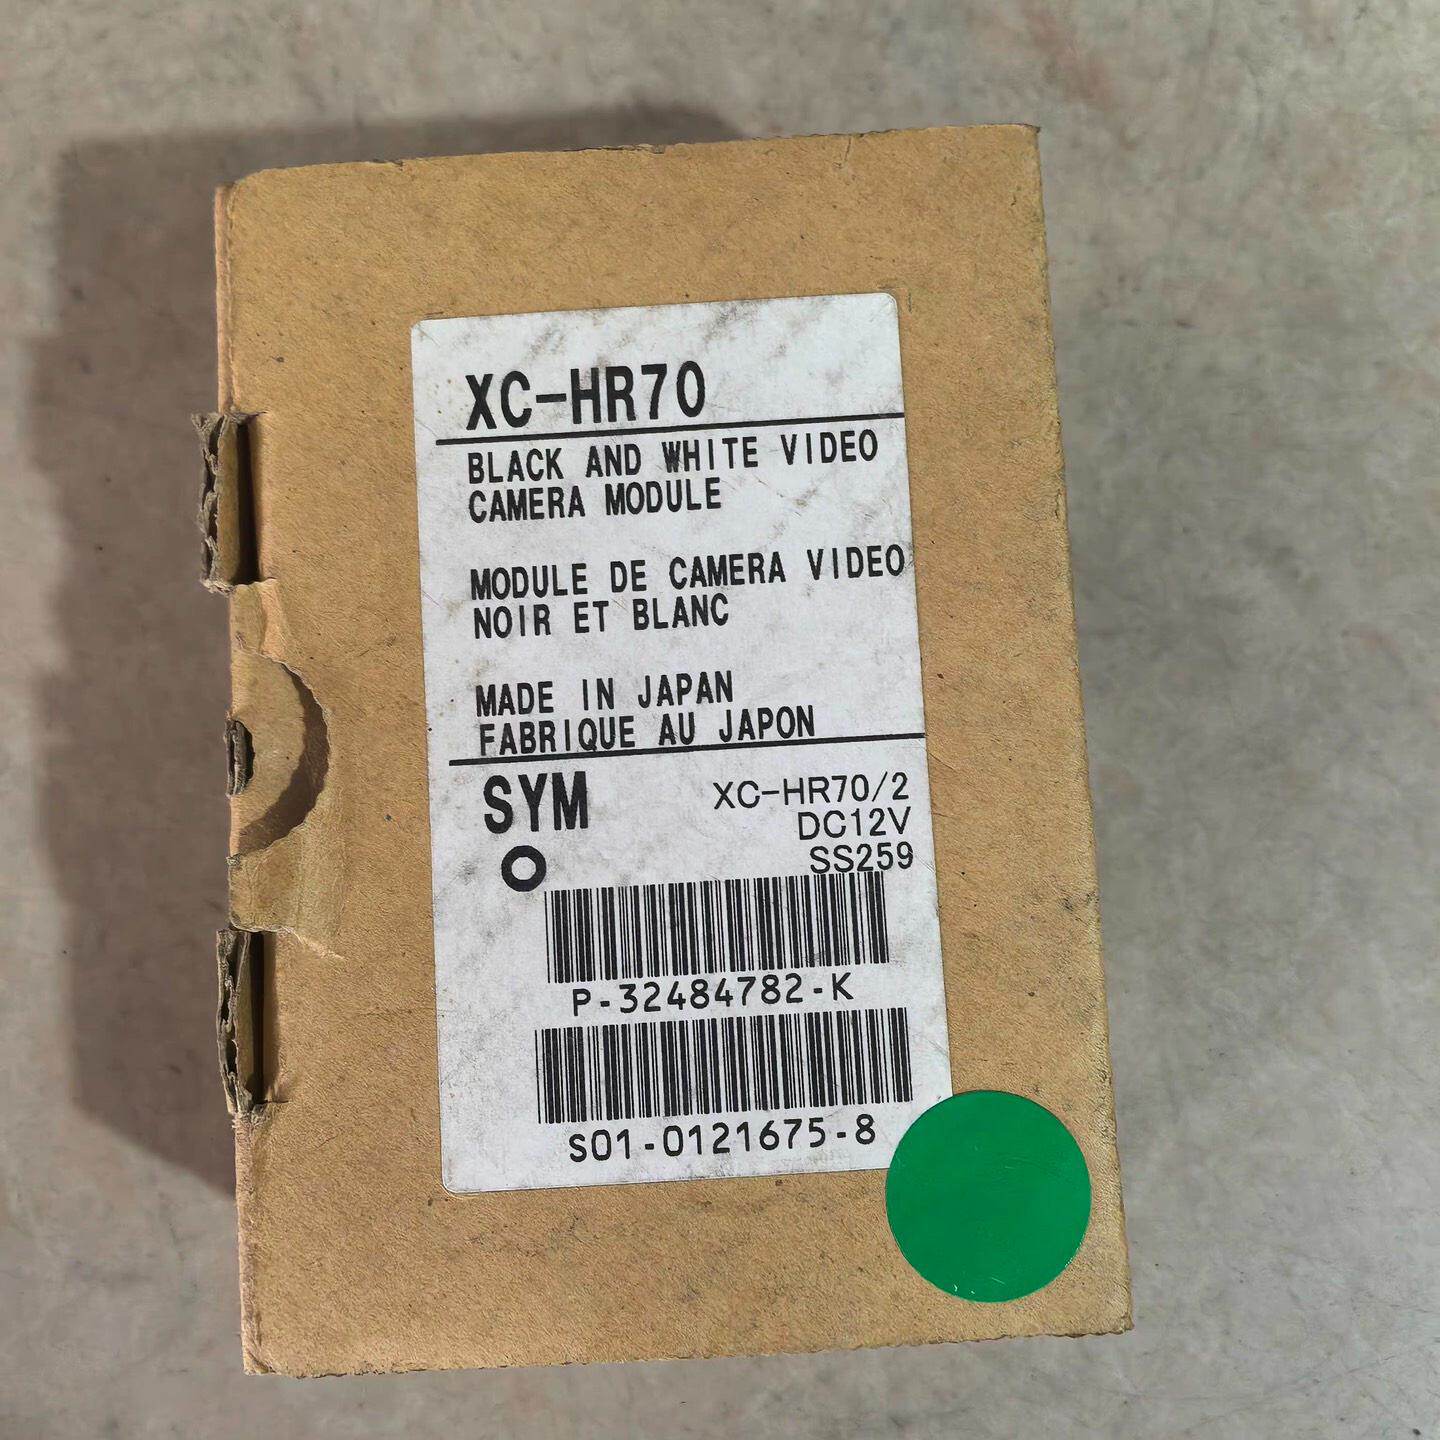 XC-HR70
BLACK AND WHITE VIDEO
CAMERA MODULE
MODULE DE CAMERA VIDEO
NOIR ET BLANC
MADE IN JAPAN
FABRIQUE AU JAPON
SYM
XC-HR70/2
DC12V
SS259
P-32484782-K
S01-0121675-8